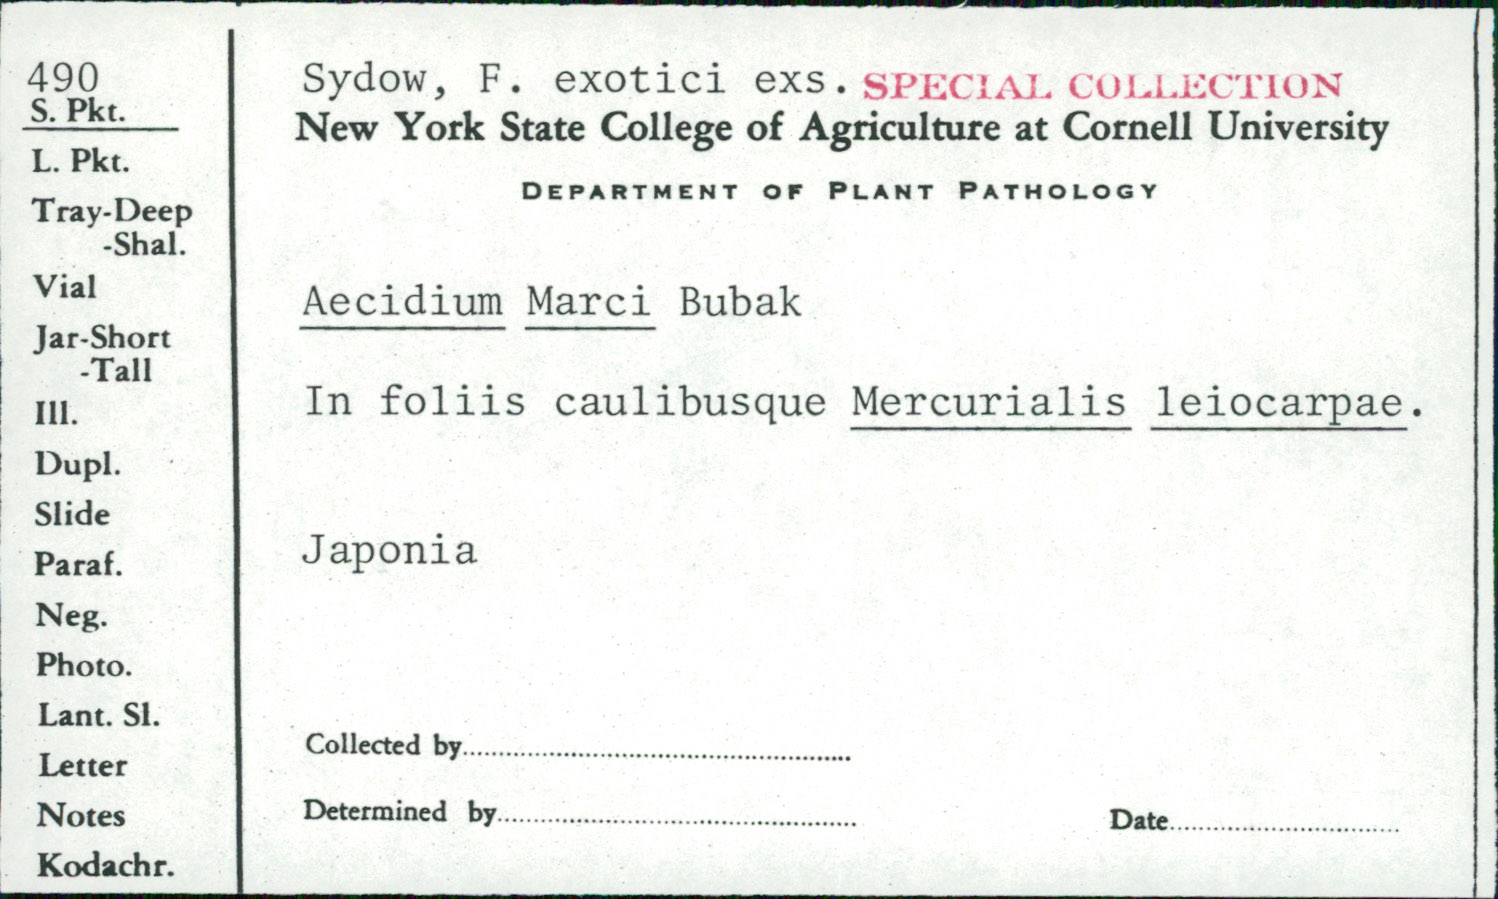 490
S. Pkt.
L. Pkt.
Tray-Deep
-Shal.
Vial
Jar-Short
-Tall
Ill.
Dupl.
Slide
Paraf.
Neg.
Photo.
Lant. Sl.
Letter
Notes
Kodachr.
Sydow, F. exotici exs. SPECIAL COLLECTION
New York State College of Agriculture at Cornell University
DEPARTMENT OF PLANT PATHOLOGY
Aecidium Marci Bubak
In foliis caulibusque Mercurialis leiocarpae.
Japonia
Collected by
Determined by
Date